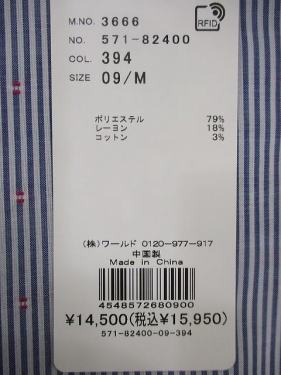 M.NO. 3666
RFID
NO. 571-82400
COL. 394
SIZE 09/M
ポリエステル 79%
レーヨン 18%
コットン 3%
(株)ワールド 0120-977-917
中国製
Made in China
4548572680900
¥14,500(税込¥15,950)
571-82400-09-394